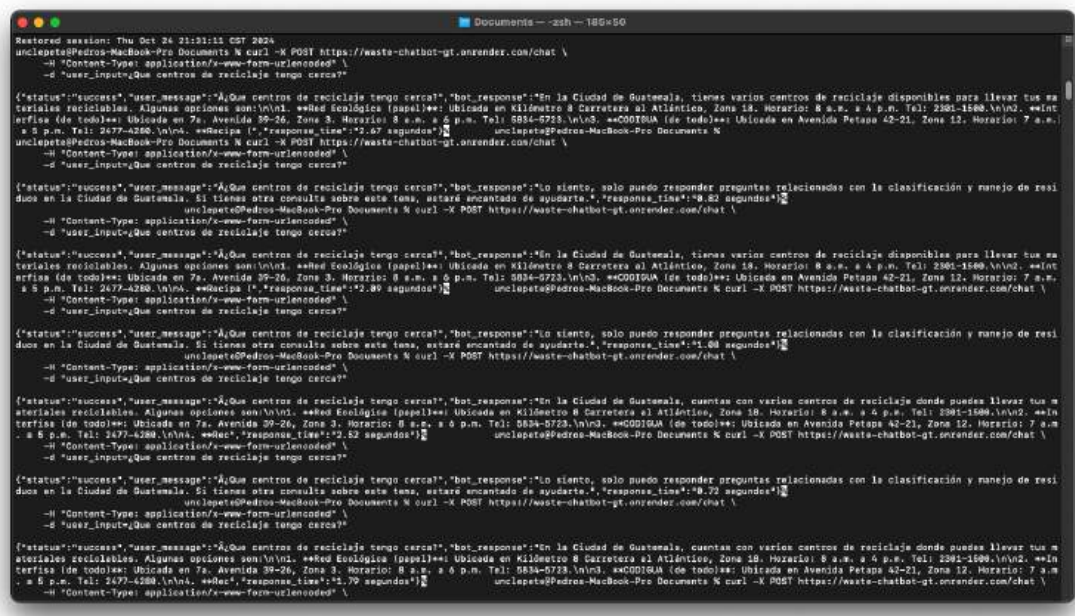 Documents — -zsh — 185×50
Restored session: Thu Oct 24 21:31:11 CST 2024
unclepete@Pedros-MacBook-Pro Documents % curl -X POST https://waste-chatbot-gt.onrender.com/chat \
-H "Content-Type: application/x-www-form-urlencoded" \
-d "user_input=¿Que centros de reciclaje tengo cerca?"
{"status":"success","user_message":"Â¿Que centros de reciclaje tengo cerca?","bot_response":"En la Ciudad de Guatemala, tienes varios centros de reciclaje disponibles para llevar tus ma
teriales reciclables. Algunas opciones son:\n\n1. **Red Ecológica (papel)**: Ubicada en Kilómetro 8 Carretera al Atlántico, Zona 18. Horario: 8 a.m. a 4 p.m. Tel: 2301-1500.\n\n2. **Int
erfisa (de todo)**: Ubicada en 7a. Avenida 39-26, Zona 3. Horario: 8 a.m. a 6 p.m. Tel: 5834-5723.\n\n3. **CODIGUA (de todo)**: Ubicada en Avenida Petapa 42-21, Zona 12. Horario: 7 a.m.
a 5 p.m. Tel: 2477-4280.\n\n4. **Recipa (","response_time":"2.67 segundos"}% unclepete@Pedros-MacBook-Pro Documents %
unclepete@Pedros-MacBook-Pro Documents % curl -X POST https://waste-chatbot-gt.onrender.com/chat \
-H "Content-Type: application/x-www-form-urlencoded" \
-d "user_input=¿Que centros de reciclaje tengo cerca?"
{"status":"success","user_message":"Â¿Que centros de reciclaje tengo cerca?","bot_response":"Lo siento, solo puedo responder preguntas relacionadas con la clasificación y manejo de resi
duos en la Ciudad de Guatemala. Si tienes otra consulta sobre este tema, estaré encantado de ayudarte.","response_time":"0.82 segundos"}%
unclepete@Pedros-MacBook-Pro Documents % curl -X POST https://waste-chatbot-gt.onrender.com/chat \
-H "Content-Type: application/x-www-form-urlencoded" \
-d "user_input=¿Que centros de reciclaje tengo cerca?"
{"status":"success","user_message":"Â¿Que centros de reciclaje tengo cerca?","bot_response":"En la Ciudad de Guatemala, tienes varios centros de reciclaje disponibles para llevar tus ma
teriales reciclables. Algunas opciones son:\n\n1. **Red Ecológica (papel)**: Ubicada en Kilómetro 8 Carretera al Atlántico, Zona 18. Horario: 8 a.m. a 4 p.m. Tel: 2301-1500.\n\n2. **Int
erfisa (de todo)**: Ubicada en 7a. Avenida 39-26, Zona 3. Horario: 8 a.m. a 6 p.m. Tel: 5834-5723.\n\n3. **CODIGUA (de todo)**: Ubicada en Avenida Petapa 42-21, Zona 12. Horario: 7 a.m.
a 5 p.m. Tel: 2477-4280.\n\n4. **Recipa (","response_time":"2.09 segundos"}% unclepete@Pedros-MacBook-Pro Documents % curl -X POST https://waste-chatbot-gt.onrender.com/chat \
-H "Content-Type: application/x-www-form-urlencoded" \
-d "user_input=¿Que centros de reciclaje tengo cerca?"
{"status":"success","user_message":"Â¿Que centros de reciclaje tengo cerca?","bot_response":"Lo siento, solo puedo responder preguntas relacionadas con la clasificación y manejo de resi
duos en la Ciudad de Guatemala. Si tienes otra consulta sobre este tema, estaré encantado de ayudarte.","response_time":"1.00 segundos"}%
unclepete@Pedros-MacBook-Pro Documents % curl -X POST https://waste-chatbot-gt.onrender.com/chat \
-H "Content-Type: application/x-www-form-urlencoded" \
-d "user_input=¿Que centros de reciclaje tengo cerca?"
{"status":"success","user_message":"Â¿Que centros de reciclaje tengo cerca?","bot_response":"En la Ciudad de Guatemala, cuentas con varios centros de reciclaje donde puedes llevar tus m
ateriales reciclables. Algunas opciones son:\n\n1. **Red Ecológica (papel)**: Ubicada en Kilómetro 8 Carretera al Atlántico, Zona 18. Horario: 8 a.m. a 4 p.m. Tel: 2301-1500.\n\n2. **In
terfisa (de todo)**: Ubicada en 7a. Avenida 39-26, Zona 3. Horario: 8 a.m. a 6 p.m. Tel: 5834-5723.\n\n3. **CODIGUA (de todo)**: Ubicada en Avenida Petapa 42-21, Zona 12. Horario: 7 a.m
. a 5 p.m. Tel: 2477-4280.\n\n4. **Rec","response_time":"2.52 segundos"}% unclepete@Pedros-MacBook-Pro Documents % curl -X POST https://waste-chatbot-gt.onrender.com/chat \
-H "Content-Type: application/x-www-form-urlencoded" \
-d "user_input=¿Que centros de reciclaje tengo cerca?"
{"status":"success","user_message":"Â¿Que centros de reciclaje tengo cerca?","bot_response":"Lo siento, solo puedo responder preguntas relacionadas con la clasificación y manejo de resi
duos en la Ciudad de Guatemala. Si tienes otra consulta sobre este tema, estaré encantado de ayudarte.","response_time":"0.72 segundos"}%
unclepete@Pedros-MacBook-Pro Documents % curl -X POST https://waste-chatbot-gt.onrender.com/chat \
-H "Content-Type: application/x-www-form-urlencoded" \
-d "user_input=¿Que centros de reciclaje tengo cerca?"
{"status":"success","user_message":"Â¿Que centros de reciclaje tengo cerca?","bot_response":"En la Ciudad de Guatemala, cuentas con varios centros de reciclaje donde puedes llevar tus m
ateriales reciclables. Algunas opciones son:\n\n1. **Red Ecológica (papel)**: Ubicada en Kilómetro 8 Carretera al Atlántico, Zona 18. Horario: 8 a.m. a 4 p.m. Tel: 2301-1500.\n\n2. **In
terfisa (de todo)**: Ubicada en 7a. Avenida 39-26, Zona 3. Horario: 8 a.m. a 6 p.m. Tel: 5834-5723.\n\n3. **CODIGUA (de todo)**: Ubicada en Avenida Petapa 42-21, Zona 12. Horario: 7 a.m
. a 5 p.m. Tel: 2477-4280.\n\n4. **Rec","response_time":"1.79 segundos"}% unclepete@Pedros-MacBook-Pro Documents % curl -X POST https://waste-chatbot-gt.onrender.com/chat \
-H "Content-Type: application/x-www-form-urlencoded" \